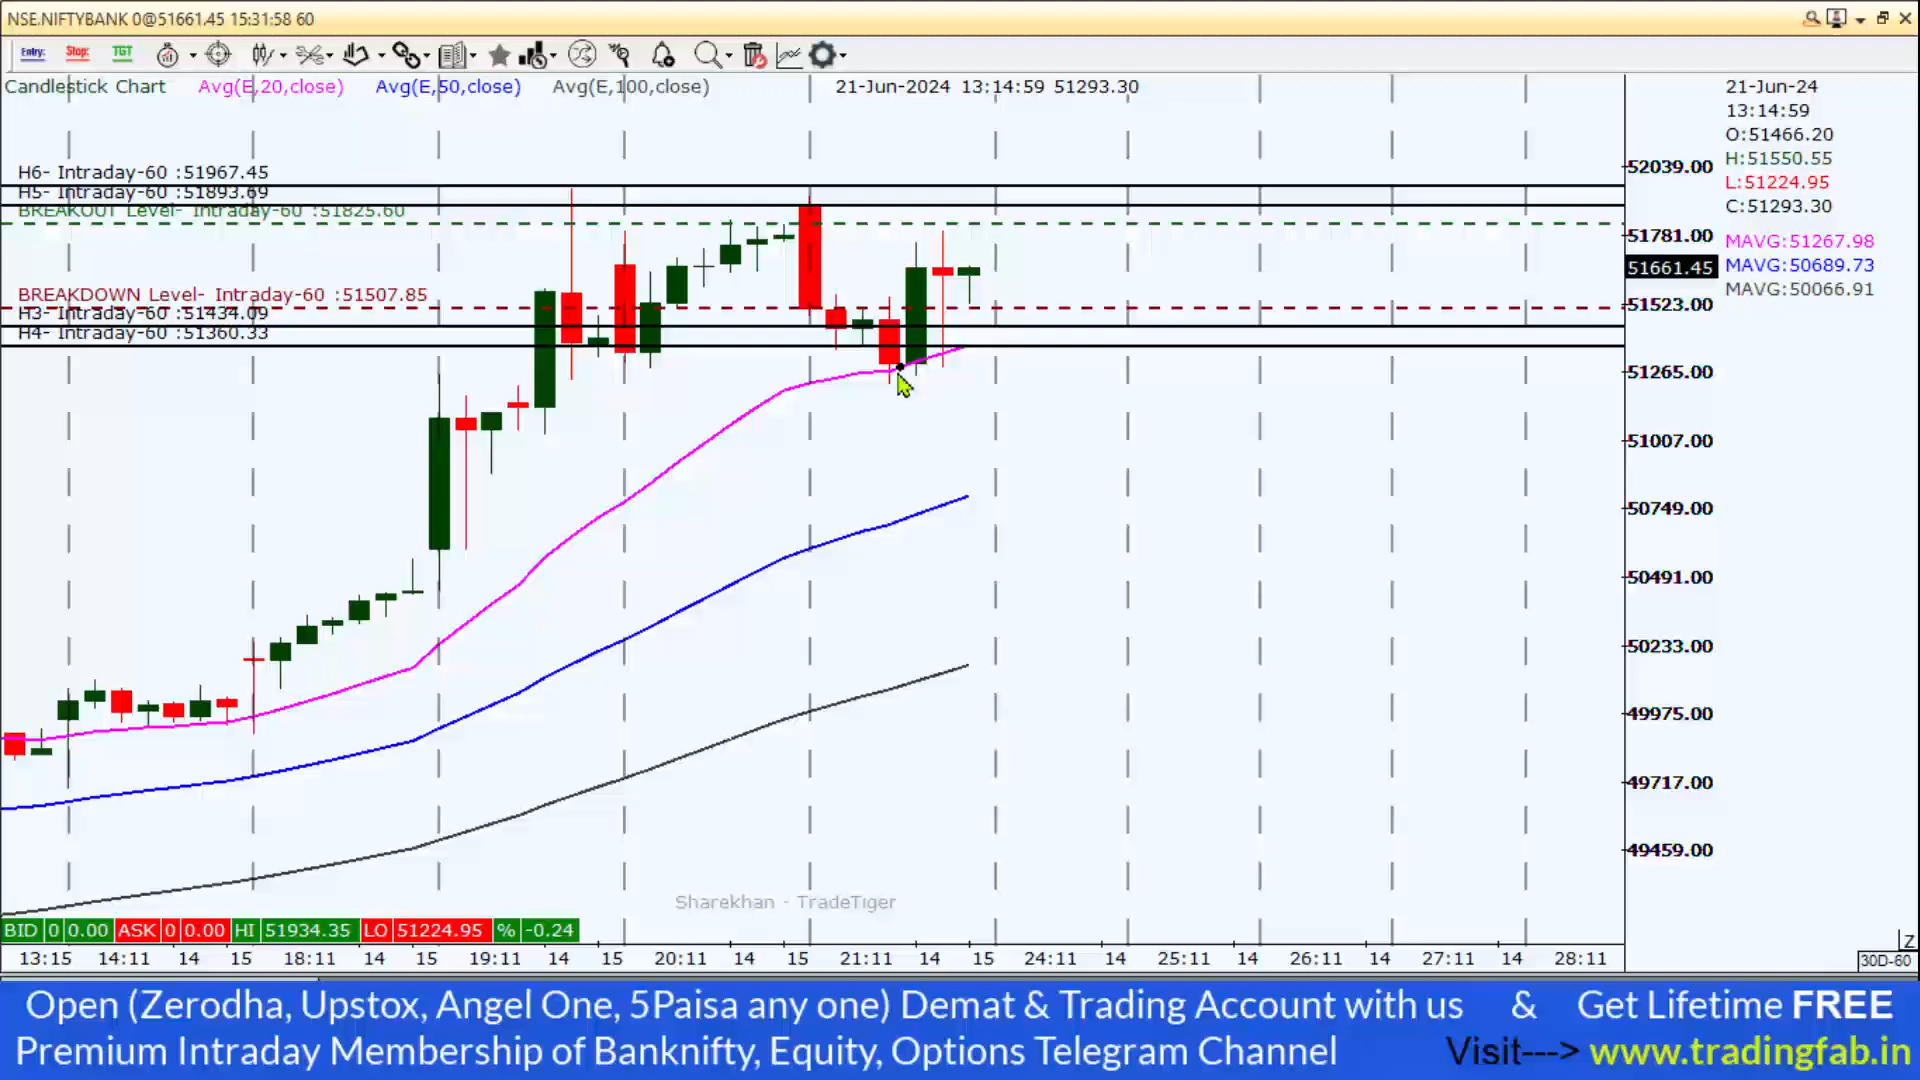 NSE.NIFTYBANK 0@51661.45 15:31:58 60
Entry: Stop: TGT
Candlestick Chart Avg(E,20,close) Avg(E,50,close) Avg(E,100,close) 21-Jun-2024 13:14:59 51293.30
21-Jun-24
13:14:59
O:51466.20
H:51550.55
L:51224.95
C:51293.30
MAVG:51267.98
MAVG:50689.73
MAVG:50066.91
H6- Intraday-60 :51967.45
H5- Intraday-60 :51893.69
BREAKOUT Level- Intraday-60 :51825.60
BREAKDOWN Level- Intraday-60 :51507.85
H3- Intraday-60 :51434.09
H4- Intraday-60 :51360.33
52039.00
51781.00
51661.45
51523.00
51265.00
51007.00
50749.00
50491.00
50233.00
49975.00
49717.00
49459.00
Sharekhan - TradeTiger
BID 0 0.00 ASK 0 0.00 HI 51934.35 LO 51224.95 % -0.24
Z
13:15 14:11 14 15 18:11 14 15 19:11 14 15 20:11 14 15 21:11 14 15 24:11 14 25:11 14 26:11 14 27:11 14 28:11
30D-60
Open (Zerodha, Upstox, Angel One, 5Paisa any one) Demat & Trading Account with us & Get Lifetime FREE
Premium Intraday Membership of Banknifty, Equity, Options Telegram Channel Visit---> www.tradingfab.in